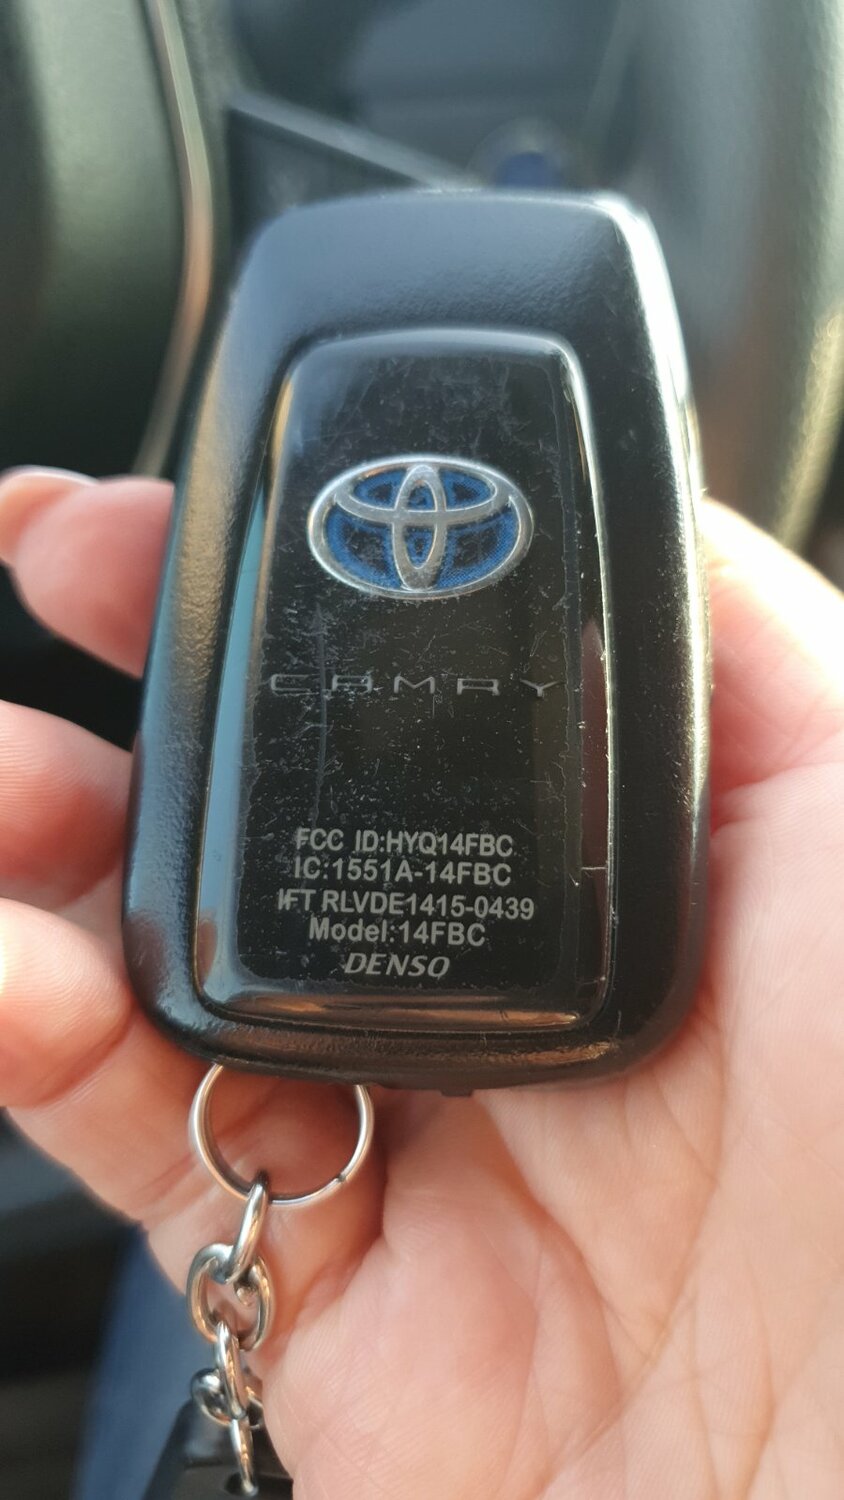 CAMRY
FCC ID:HYQ14FBC
IC:1551A-14FBC
IFT RLVDE1415-0439
Model:14FBC
DENSO